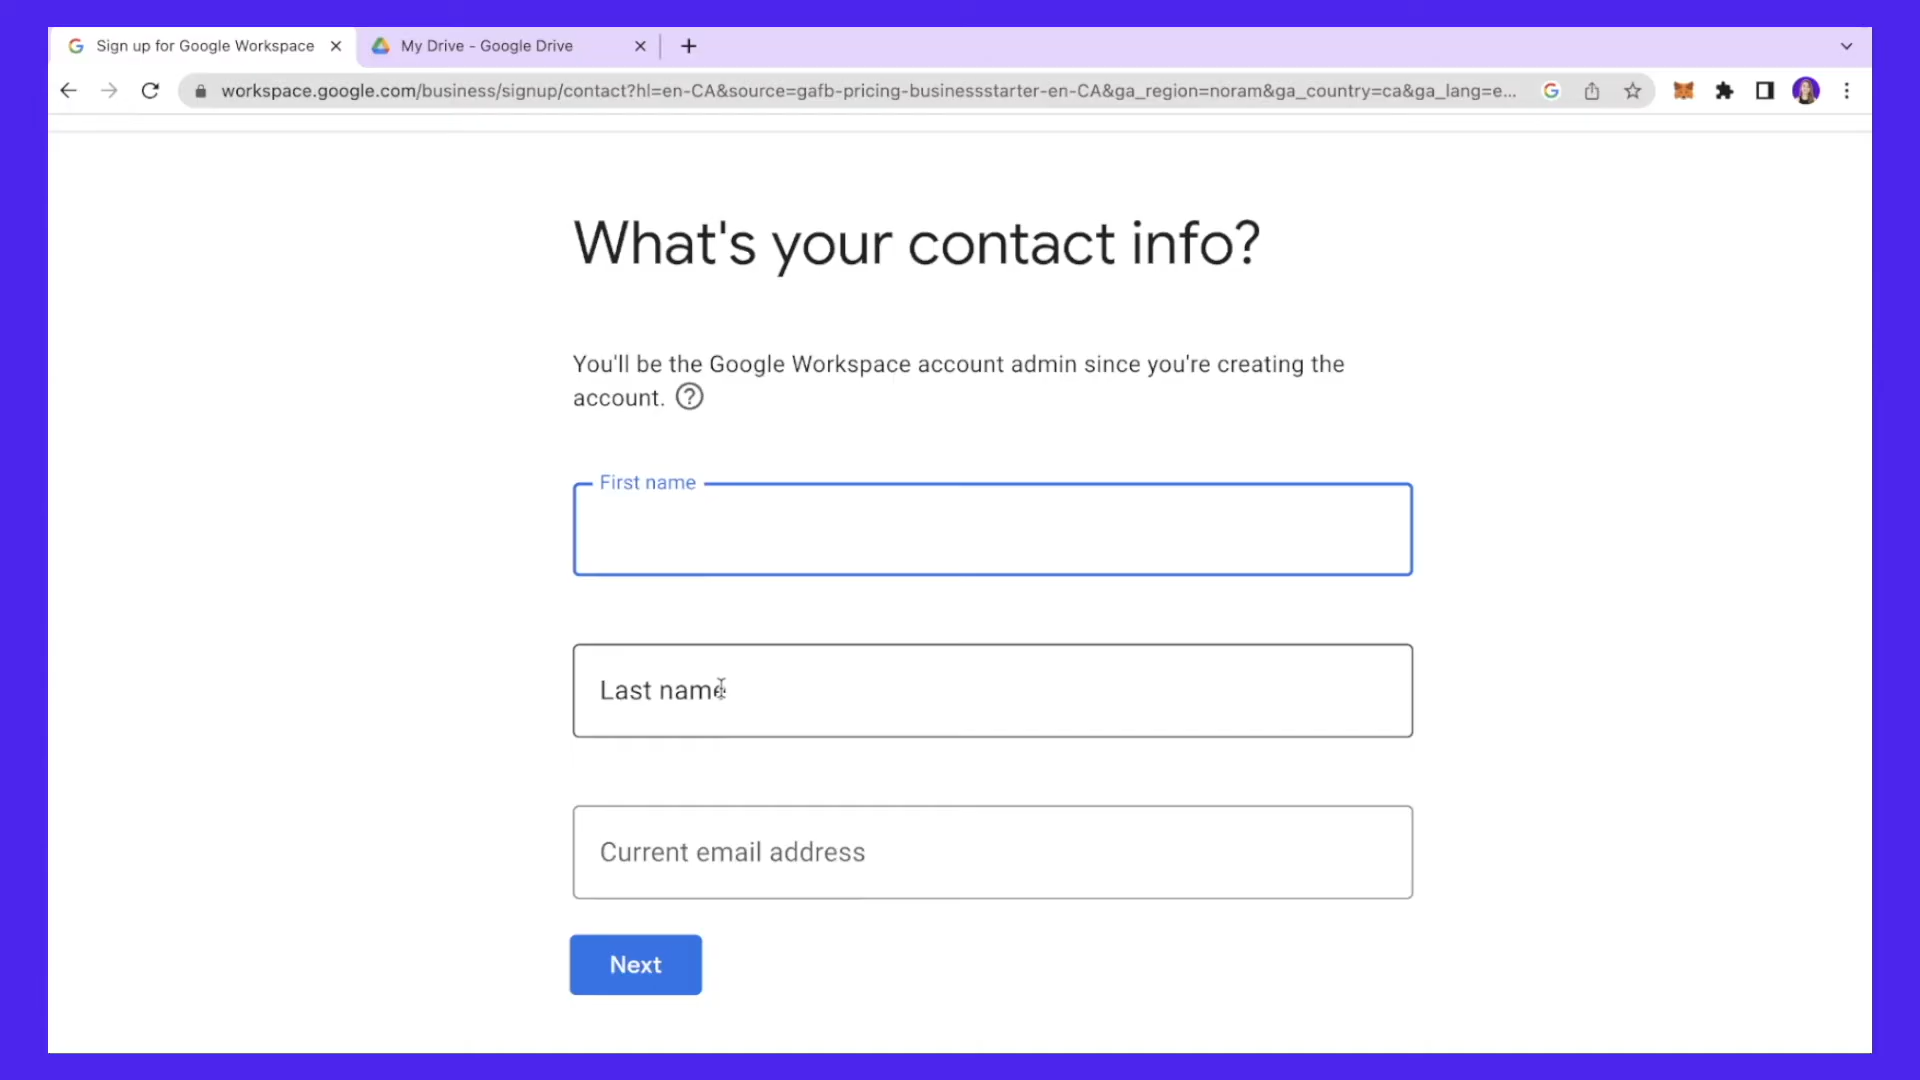 Sign up for Google Workspace
My Drive - Google Drive
workspace.google.com/business/signup/contact?hl=en-CA&source=gafb-pricing-businessstarter-en-CA&ga_region=noram&ga_country=ca&ga_lang=e...
What's your contact info?
You'll be the Google Workspace account admin since you're creating the
account.
First name
Last name
Current email address
Next